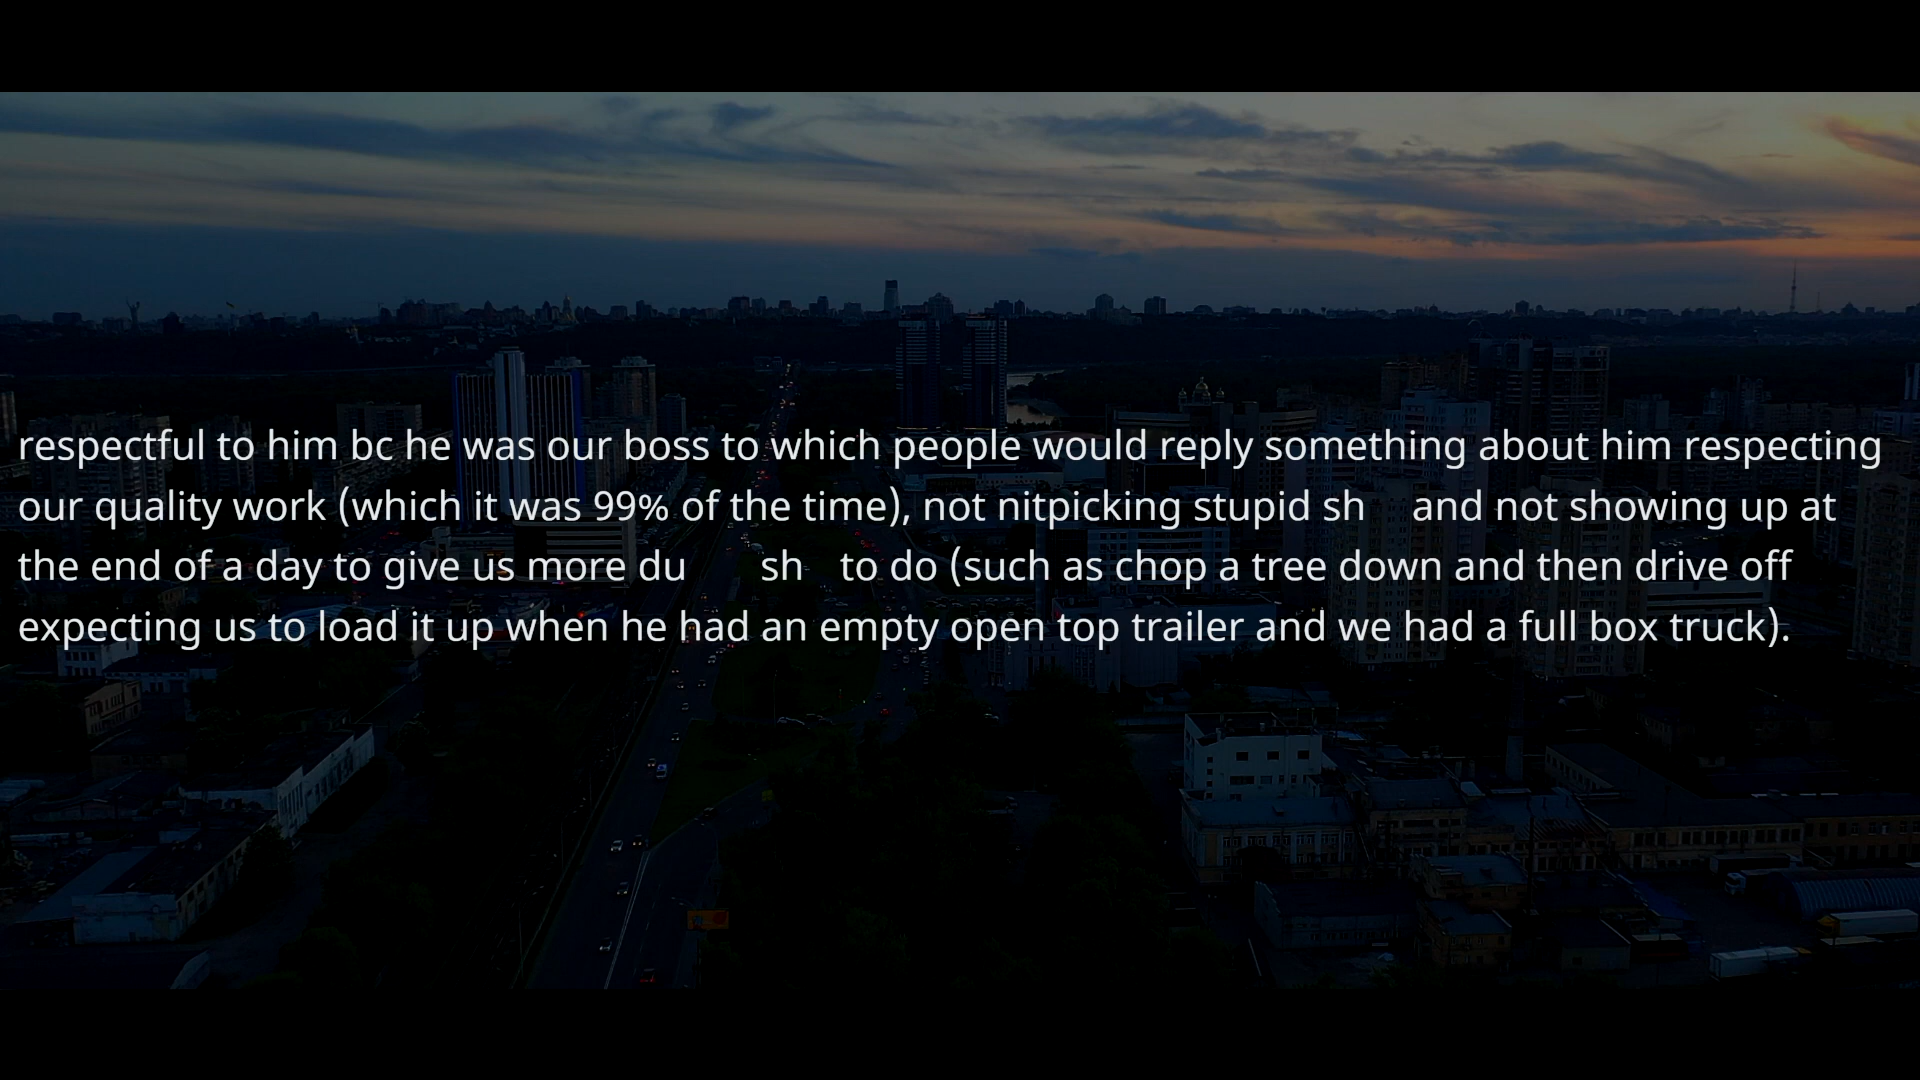 respectful to him bc he was our boss to which people would reply something about him respecting
our quality work (which it was 99% of the time), not nitpicking stupid sh and not showing up at
the end of a day to give us more du sh to do (such as chop a tree down and then drive off
expecting us to load it up when he had an empty open top trailer and we had a full box truck).